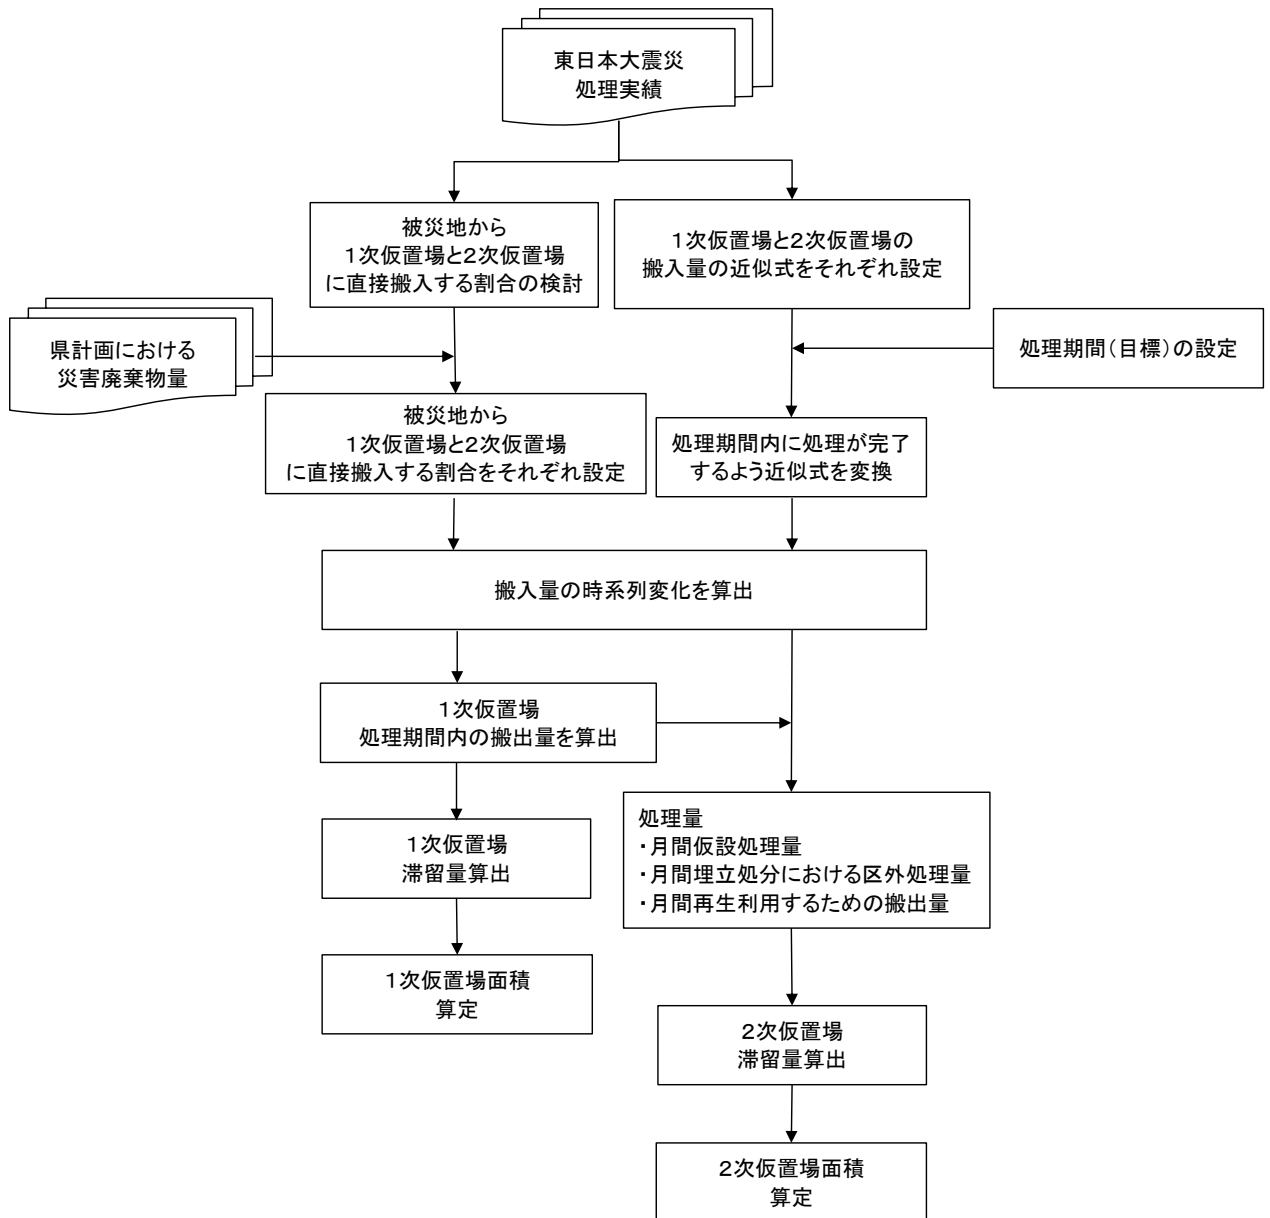 東日本大震災
処理実績
被災地から
1次仮置場と2次仮置場
に直接搬入する割合の検討
1次仮置場と2次仮置場の
搬入量の近似式をそれぞれ設定
県計画における
災害廃棄物量
処理期間(目標)の設定
被災地から
1次仮置場と2次仮置場
に直接搬入する割合をそれぞれ設定
処理期間内に処理が完了
するよう近似式を変換
搬入量の時系列変化を算出
1次仮置場
処理期間内の搬出量を算出
1次仮置場
滞留量算出
処理量
・月間仮設処理量
・月間埋立処分における区外処理量
・月間再生利用するための搬出量
1次仮置場面積
算定
2次仮置場
滞留量算出
2次仮置場面積
算定